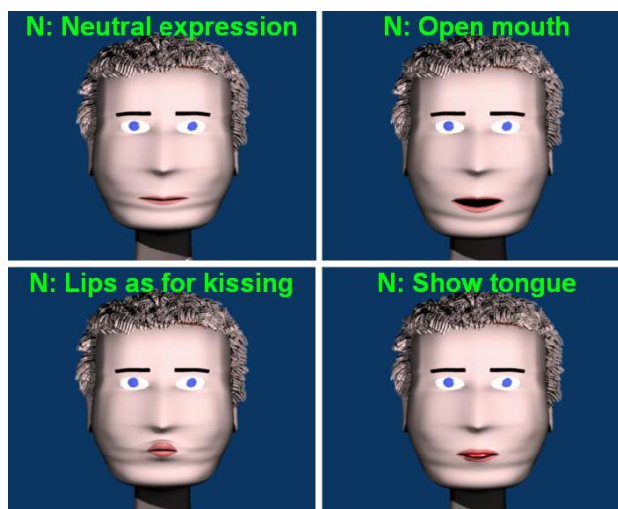 N: Neutral expression
N: Open mouth
N: Lips as for kissing
N: Show tongue